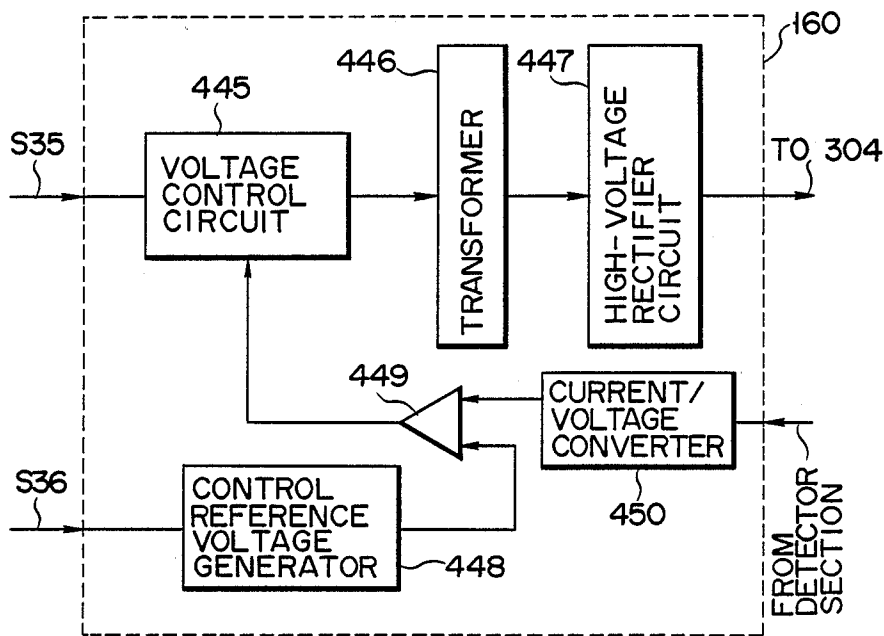 160
446
447
445
S35
VOLTAGE
CONTROL
CIRCUIT
TRANSFORMER
HIGH-VOLTAGE
RECTIFIER
CIRCUIT
TO 304
449
CURRENT/
VOLTAGE
CONVERTER
450
S36
CONTROL
REFERENCE
VOLTAGE
GENERATOR
448
FROM
DETECTOR
SECTION